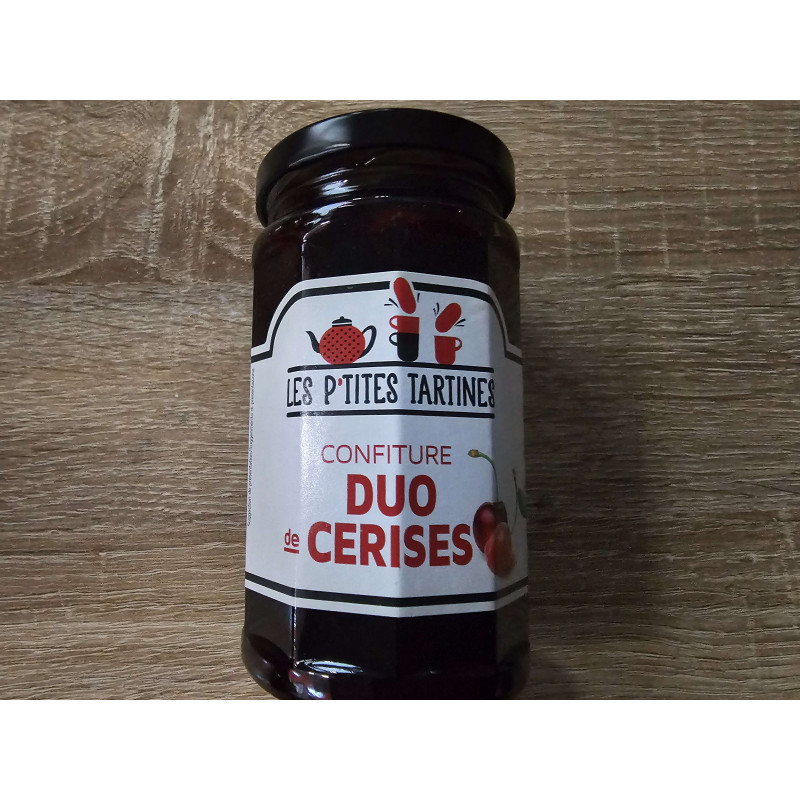 LES P'TITES TARTINES
CONFITURE
DUO
de CERISES